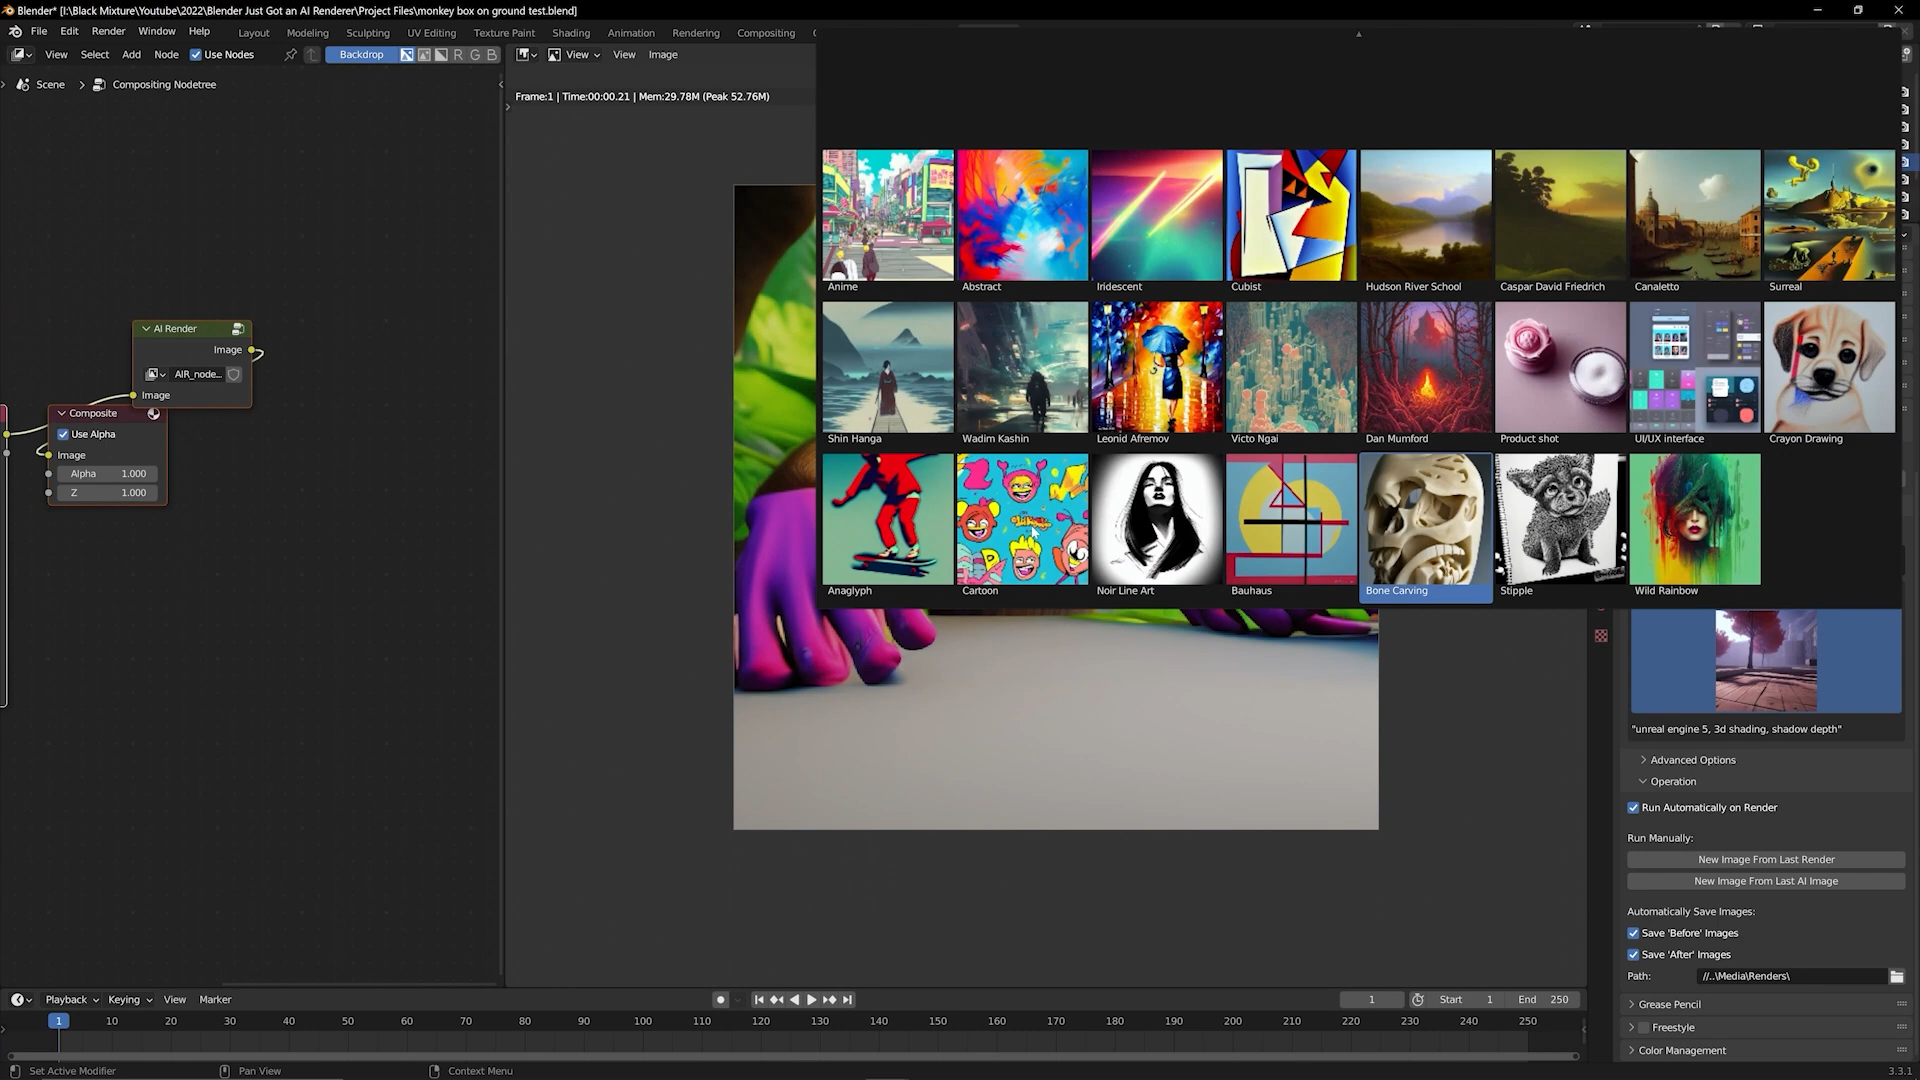 Blender* [I:\Black Mixture\Youtube\2022\Blender Just Got an AI Renderer\Project Files\monkey box on ground test.blend]
File Edit Render Window Help Layout Modeling Sculpting UV Editing Texture Paint Shading Animation Rendering Compositing
View Select Add Node Use Nodes Backdrop R G B View View Image
Scene Compositing Nodetree
Frame:1 | Time:00:00.21 | Mem:29.78M (Peak 52.76M)
Anime Abstract Iridescent Cubist Hudson River School Caspar David Friedrich Canaletto Surreal
AI Render
Image
AIR_node...
Image
Composite
Use Alpha
Image
Alpha 1.000
Z 1.000
Shin Hanga Wadim Kashin Leonid Afremov Victo Ngai Dan Mumford Product shot UI/UX interface Crayon Drawing
Anaglyph Cartoon Noir Line Art Bauhaus Bone Carving Stipple Wild Rainbow
"unreal engine 5, 3d shading, shadow depth"
Advanced Options
Operation
Run Automatically on Render
Run Manually:
New Image From Last Render
New Image From Last AI Image
Automatically Save Images:
Save 'Before' Images
Save 'After' Images
Path: //..\Media\Renders\
Grease Pencil
Freestyle
Color Management
Playback Keying View Marker 1 Start 1 End 250
1 10 20 30 40 50 60 70 80 90 100 110 120 130 140 150 160 170 180 190 200 210 220 230 240 250
Set Active Modifier Pan View Context Menu 3.3.1